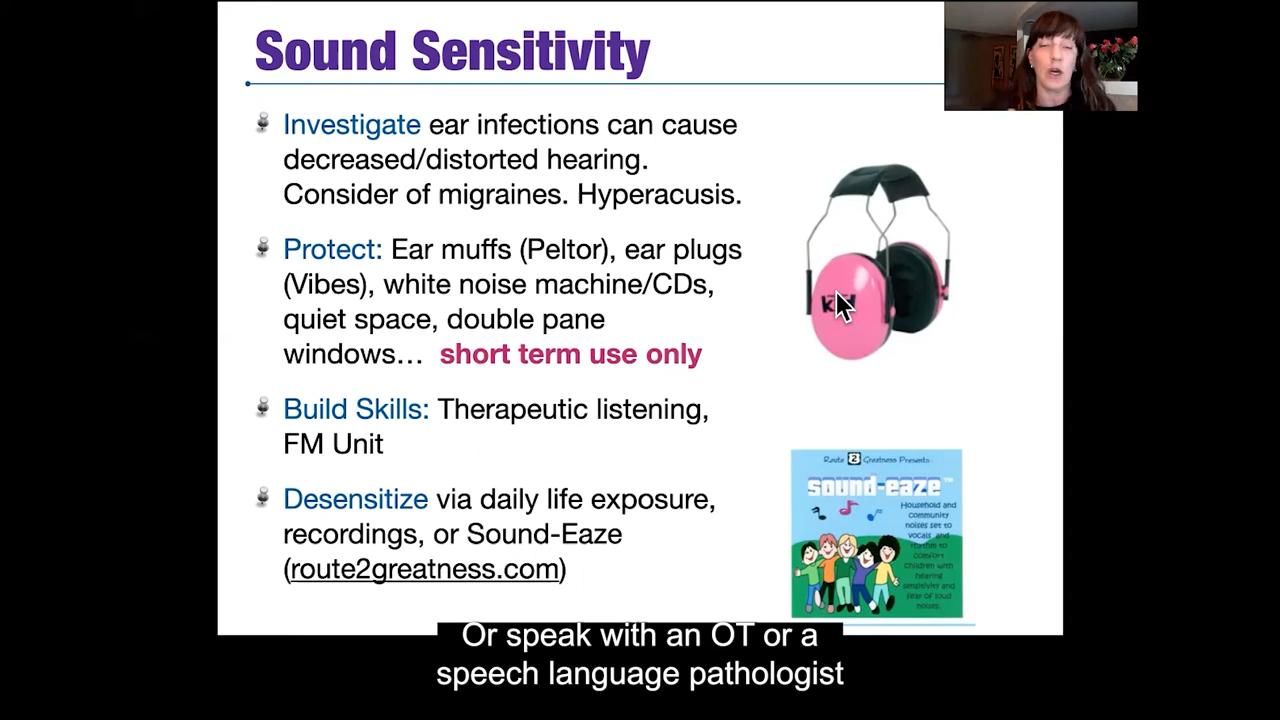 Sound Sensitivity
Investigate ear infections can cause
decreased/distorted hearing.
Consider of migraines. Hyperacusis.
Protect: Ear muffs (Peltor), ear plugs
(Vibes), white noise machine/CDs,
quiet space, double pane
windows… short term use only
Build Skills: Therapeutic listening,
FM Unit
Desensitize via daily life exposure,
recordings, or Sound-Eaze
(route2greatness.com)
Route 2 Greatness Presents
sound-eaze™
Household and
community
noises set to
vocals and
rhythm to
comfort
children with
hearing
sensitivity and
fear of loud
noises.
Or speak with an OT or a
speech language pathologist